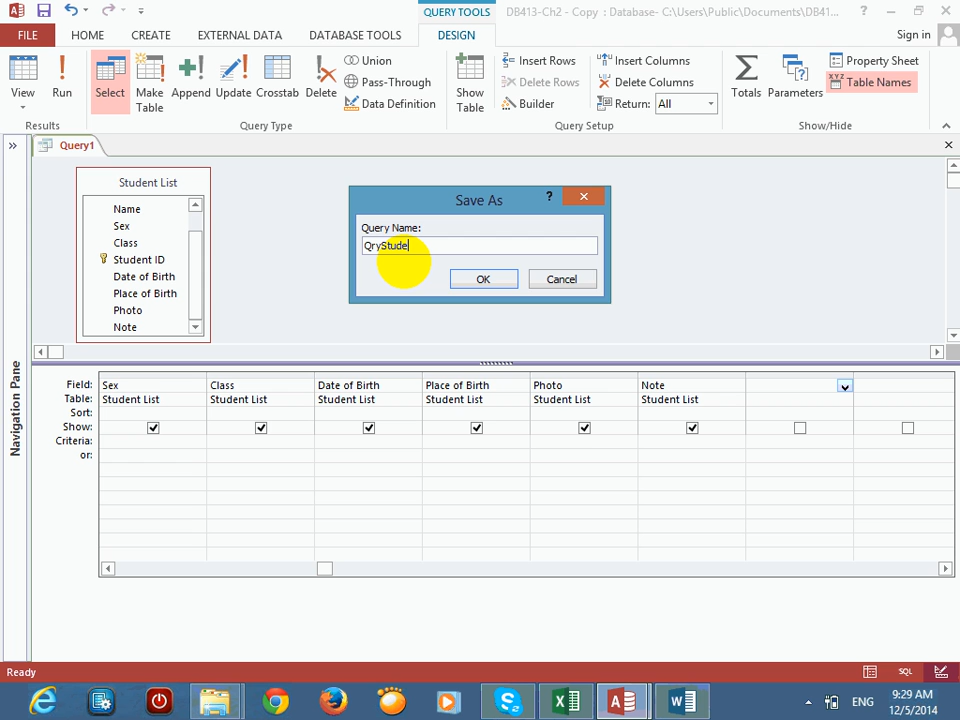 QUERY TOOLS
DB413-Ch2 - Copy : Database- C:\Users\Public\Documents\DB41...
FILE HOME CREATE EXTERNAL DATA DATABASE TOOLS DESIGN Sign in
View
Run
Select
Make Table
Append
Update
Crosstab
Delete
Union
Pass-Through
Data Definition
Show Table
Insert Rows
Delete Rows
Builder
Insert Columns
Delete Columns
Return: All
Totals
Parameters
Property Sheet
Table Names
Results
Query Type
Query Setup
Show/Hide
Query1
Navigation Pane
Student List
Name
Sex
Class
Student ID
Date of Birth
Place of Birth
Photo
Note
Save As
Query Name:
QryStude
OK Cancel
Field: Sex Class Date of Birth Place of Birth Photo Note
Table: Student List Student List Student List Student List Student List Student List
Sort:
Show:
Criteria:
or:
Ready
SQL
ENG
9:29 AM
12/5/2014